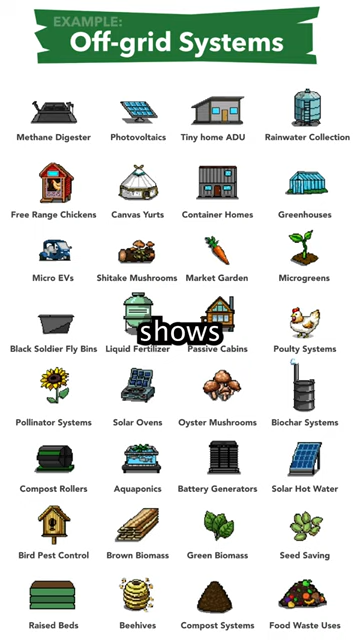 EXAMPLE:
Off-grid Systems
Methane Digester Photovoltaics Tiny home ADU Rainwater Collection
Free Range Chickens Canvas Yurts Container Homes Greenhouses
Micro EVs Shitake Mushrooms Market Garden Microgreens
shows
Black Soldier Fly Bins Liquid Fertilizer Passive Cabins Poulty Systems
Pollinator Systems Solar Ovens Oyster Mushrooms Biochar Systems
Compost Rollers Aquaponics Battery Generators Solar Hot Water
Bird Pest Control Brown Biomass Green Biomass Seed Saving
Raised Beds Beehives Compost Systems Food Waste Uses